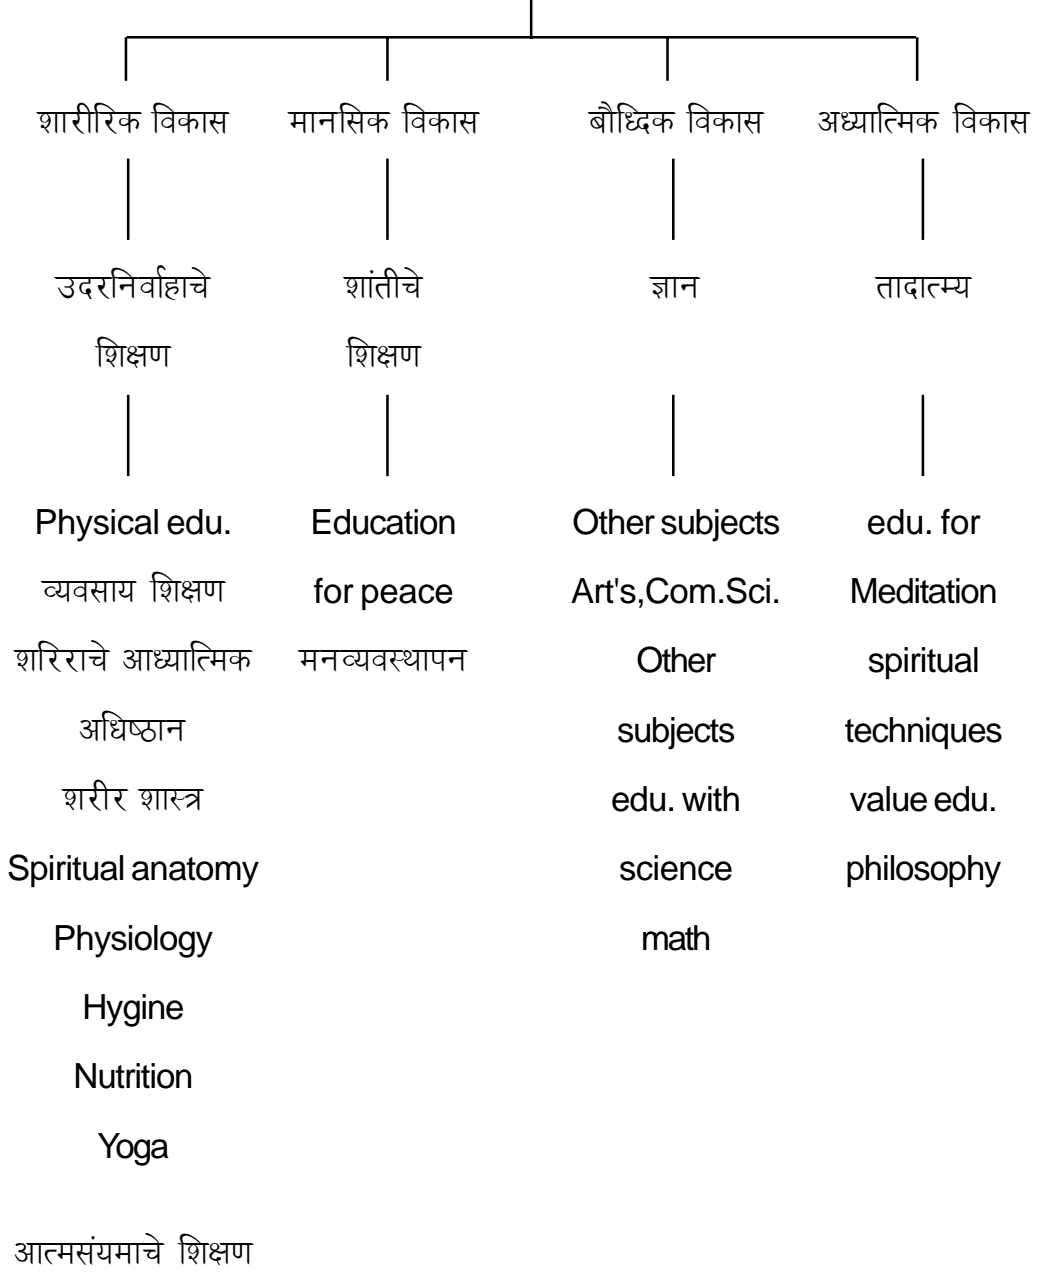 शारीरिक विकास मानसिक विकास बौध्दिक विकास अध्यात्मिक विकास
उदरनिर्वाहाचे शांतीचे ज्ञान तादात्म्य
शिक्षण शिक्षण
Physical edu. Education Other subjects edu. for
व्यवसाय शिक्षण for peace Art's,Com.Sci. Meditation
शरिराचे आध्यात्मिक मनव्यवस्थापन Other spiritual
अधिष्ठान subjects techniques
शरीर शास्त्र edu. with value edu.
Spiritual anatomy science philosophy
Physiology math
Hygine
Nutrition
Yoga
आत्मसंयमाचे शिक्षण